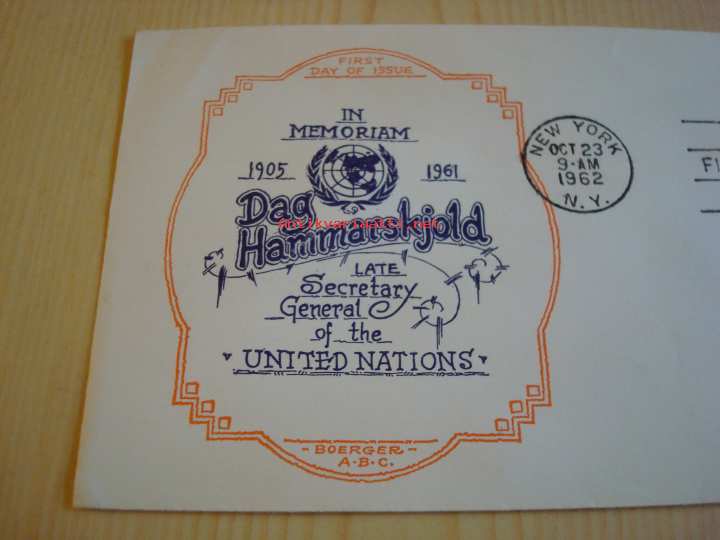 FIRST
DAY OF ISSUE
IN
MEMORIAM
1905 1961
Dag
Hammarskjold
LATE
Secretary
General
of the
UNITED NATIONS
- BOERGER -
A·B·C·
NEW YORK
OCT 23
9-AM
1962
N.Y.